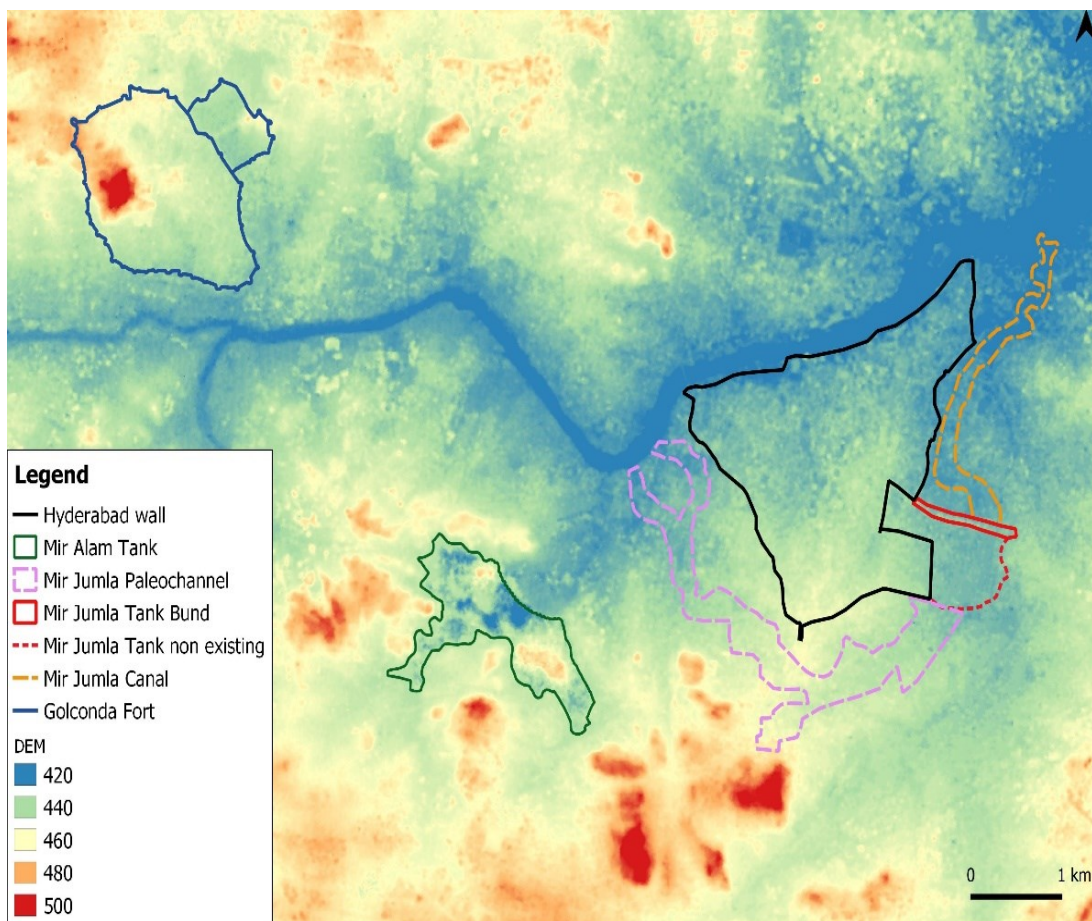 Legend
Hyderabad wall
Mir Alam Tank
Mir Jumla Paleochannel
Mir Jumla Tank Bund
Mir Jumla Tank non existing
Mir Jumla Canal
Golconda Fort
DEM
420
440
460
480
500
0 1 km